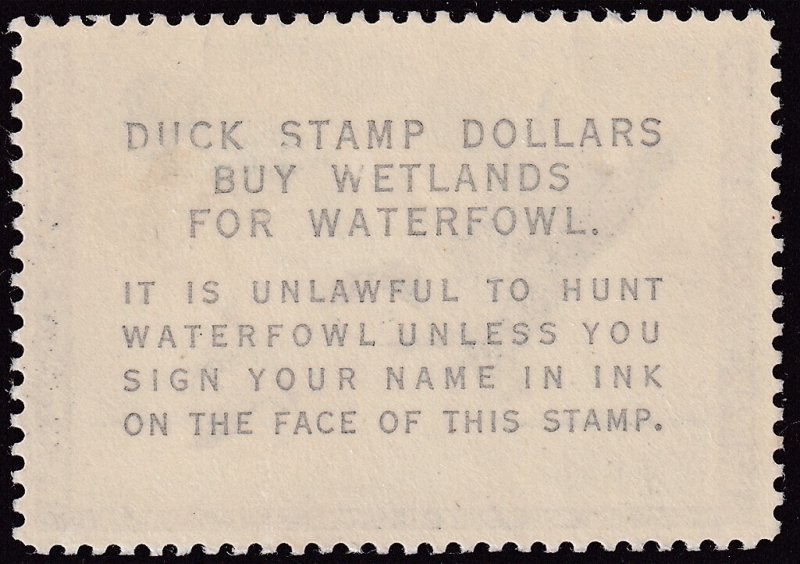 DUCK STAMP DOLLARS
BUY WETLANDS
FOR WATERFOWL.
IT IS UNLAWFUL TO HUNT
WATERFOWL UNLESS YOU
SIGN YOUR NAME IN INK
ON THE FACE OF THIS STAMP.